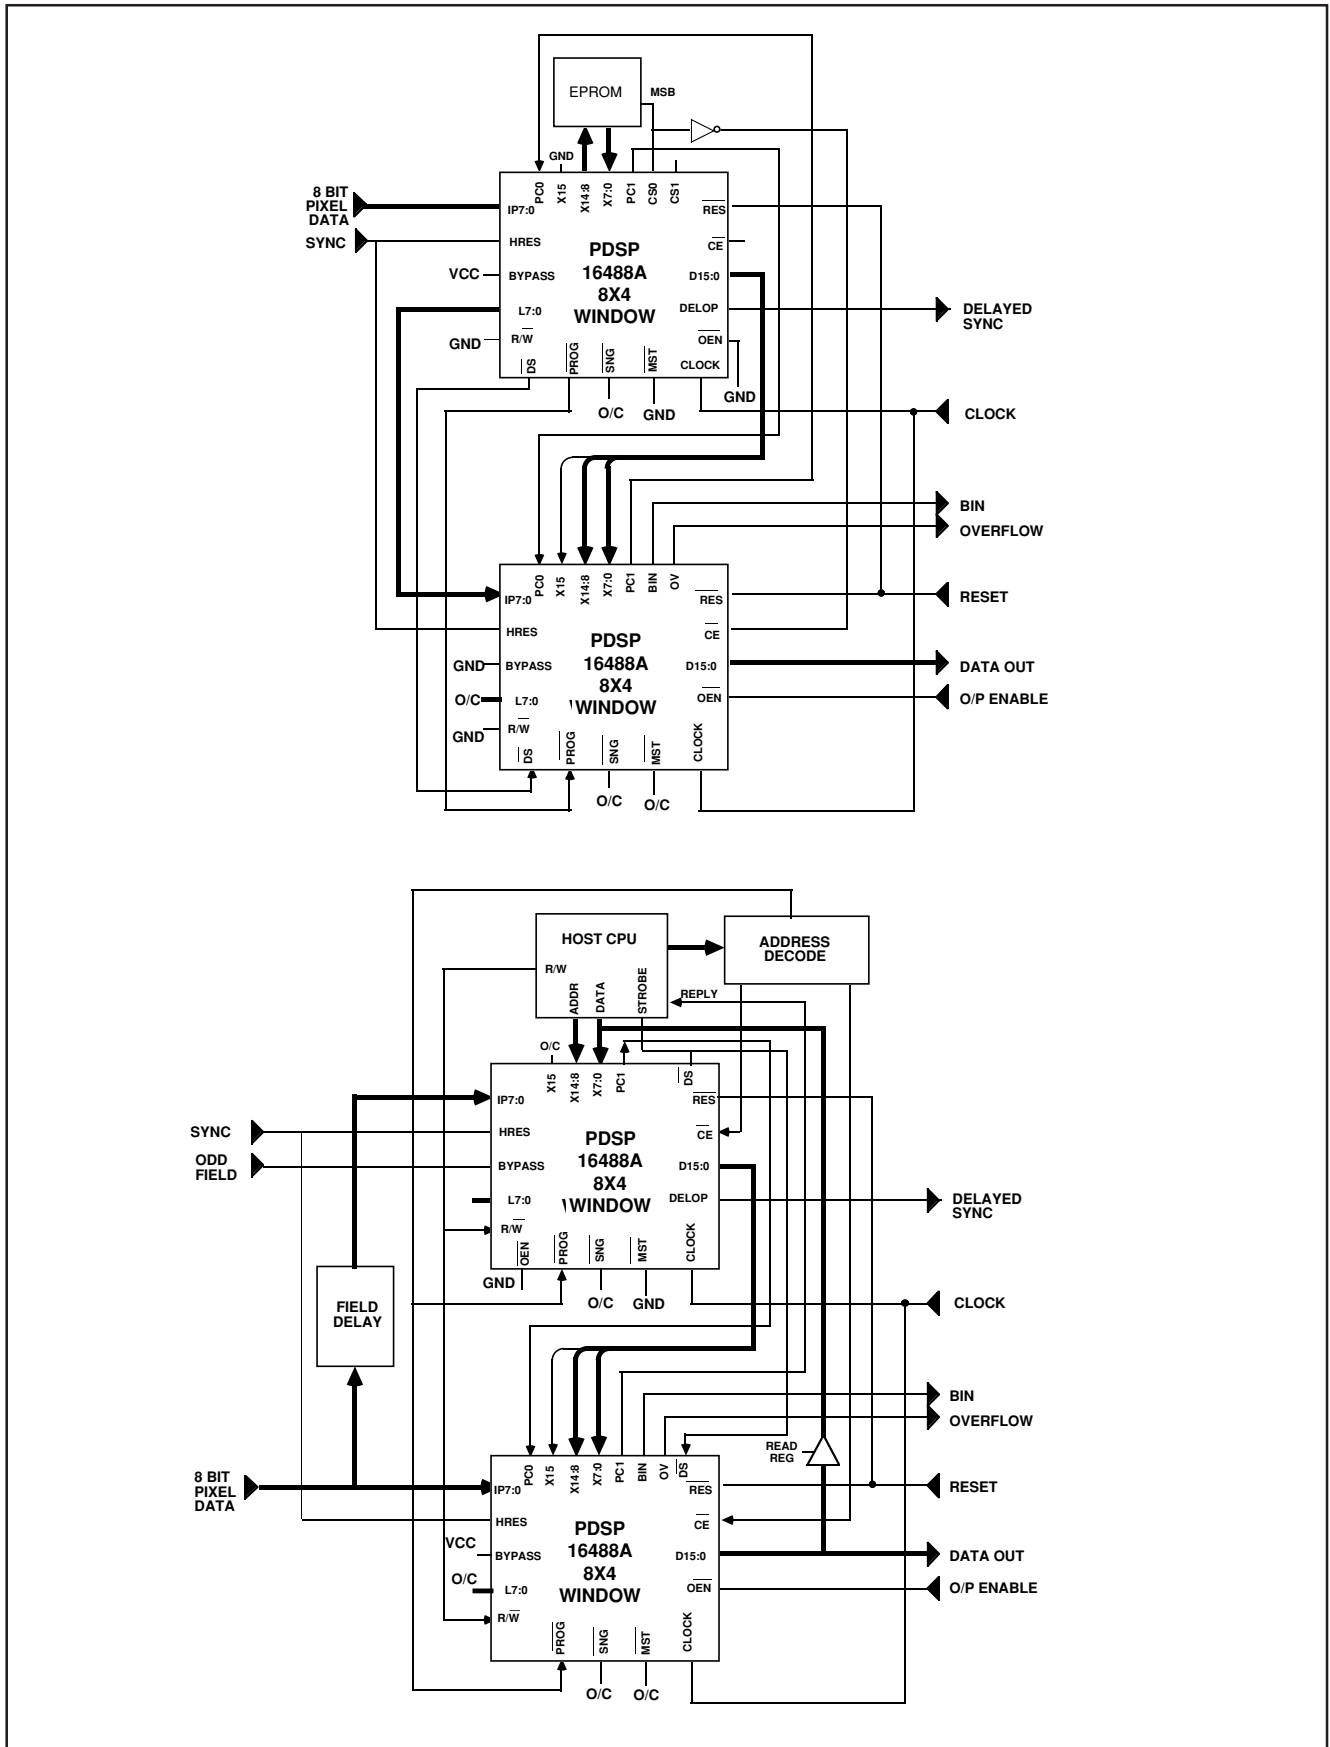 EPROM
MSB
GND
PC0
X15
X14:8
X7:0
PC1
CS0
CS1
8 BIT
PIXEL
DATA
IP7:0
RES
SYNC
HRES
CE
PDSP
16488A
8X4
WINDOW
VCC
BYPASS
D15:0
L7:0
DELOP
DELAYED
SYNC
GND
R/W
OEN
DS
PROG
SNG
MST
CLOCK
GND
O/C
GND
CLOCK
BIN
OVERFLOW
PC0
X15
X14:8
X7:0
PC1
BIN
OV
IP7:0
RES
RESET
HRES
CE
PDSP
16488A
8X4
WINDOW
GND
BYPASS
D15:0
DATA OUT
O/C
L7:0
OEN
O/P ENABLE
GND
R/W
DS
PROG
SNG
MST
CLOCK
O/C
O/C
HOST CPU
ADDRESS
DECODE
R/W
ADDR
DATA
STROBE
REPLY
O/C
X15
X14:8
X7:0
PC1
DS
IP7:0
RES
SYNC
HRES
CE
ODD
FIELD
BYPASS
PDSP
16488A
8X4
WINDOW
D15:0
L7:0
DELOP
DELAYED
SYNC
R/W
OEN
PROG
SNG
MST
CLOCK
GND
O/C
GND
CLOCK
FIELD
DELAY
BIN
OVERFLOW
READ
REG
PC0
X15
X14:8
X7:0
PC1
BIN
OV
DS
8 BIT
PIXEL
DATA
IP7:0
RES
RESET
HRES
CE
PDSP
16488A
8X4
WINDOW
VCC
BYPASS
D15:0
DATA OUT
O/C
L7:0
OEN
O/P ENABLE
R/W
PROG
SNG
MST
CLOCK
O/C
O/C